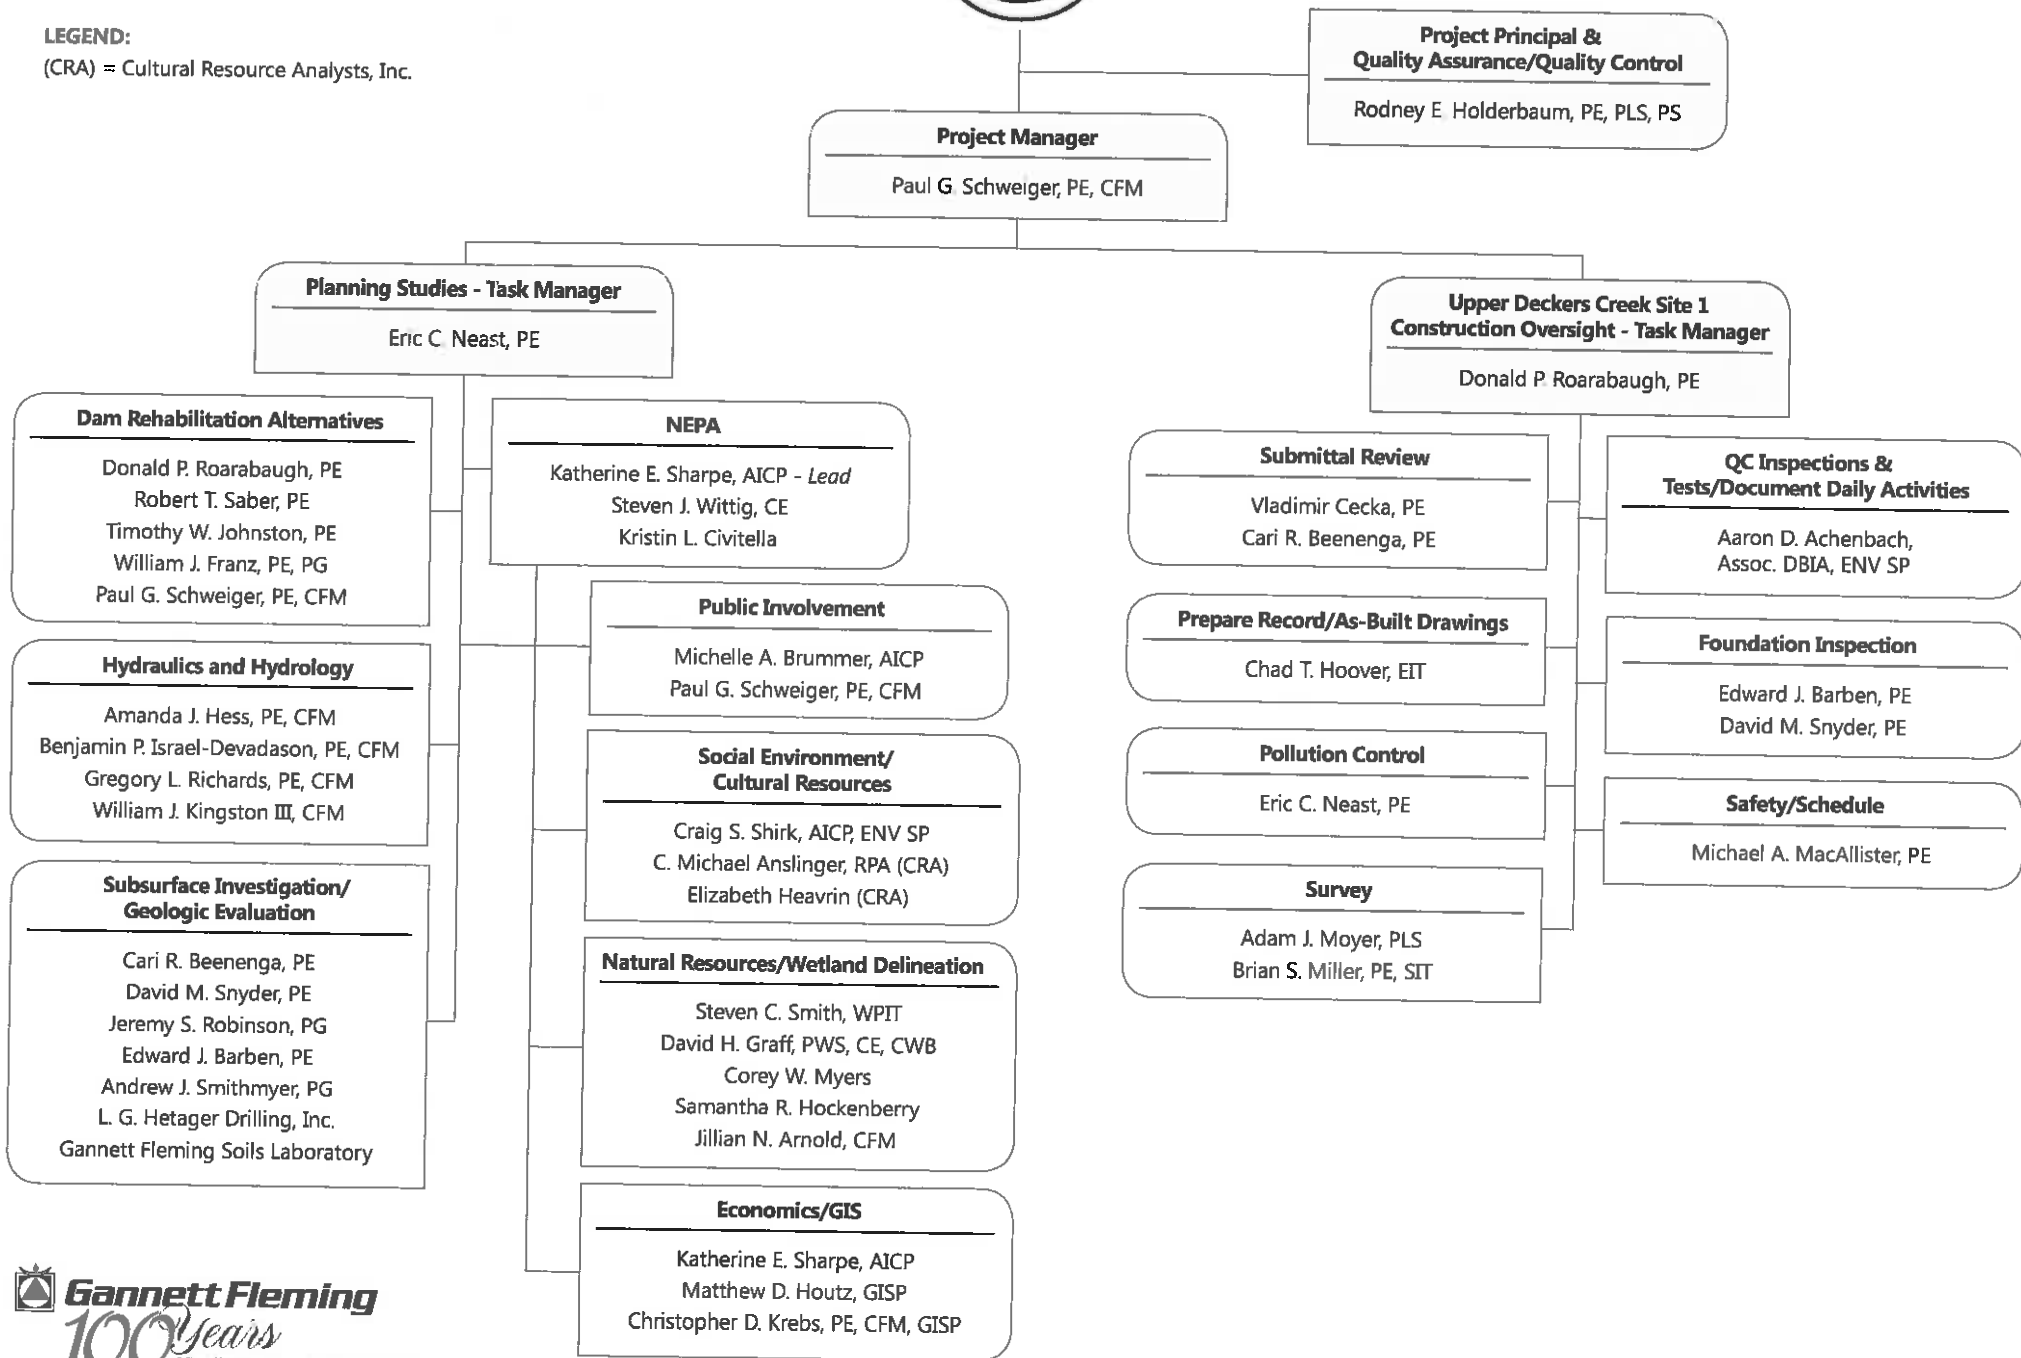 LEGEND:
(CRA) = Cultural Resource Analysts, Inc.
Project Principal &
Quality Assurance/Quality Control
Rodney E. Holderbaum, PE, PLS, PS
Project Manager
Paul G. Schweiger, PE, CFM
Planning Studies - Task Manager
Eric C. Neast, PE
Upper Deckers Creek Site 1
Construction Oversight - Task Manager
Donald P. Roarabaugh, PE
Dam Rehabilitation Alternatives
Donald P. Roarabaugh, PE
Robert T. Saber, PE
Timothy W. Johnston, PE
William J. Franz, PE, PG
Paul G. Schweiger, PE, CFM
Hydraulics and Hydrology
Amanda J. Hess, PE, CFM
Benjamin P. Israel-Devadason, PE, CFM
Gregory L. Richards, PE, CFM
William J. Kingston III, CFM
Subsurface Investigation/
Geologic Evaluation
Cari R. Beenenga, PE
David M. Snyder, PE
Jeremy S. Robinson, PG
Edward J. Barben, PE
Andrew J. Smithmyer, PG
L. G. Hetager Drilling, Inc.
Gannett Fleming Soils Laboratory
NEPA
Katherine E. Sharpe, AICP - Lead
Steven J. Wittig, CE
Kristin L. Civitella
Public Involvement
Michelle A. Brummer, AICP
Paul G. Schweiger, PE, CFM
Social Environment/
Cultural Resources
Craig S. Shirk, AICP, ENV SP
C. Michael Anslinger, RPA (CRA)
Elizabeth Heavrin (CRA)
Natural Resources/Wetland Delineation
Steven C. Smith, WPIT
David H. Graff, PWS, CE, CWB
Corey W. Myers
Samantha R. Hockenberry
Jillian N. Arnold, CFM
Economics/GIS
Katherine E. Sharpe, AICP
Matthew D. Houtz, GISP
Christopher D. Krebs, PE, CFM, GISP
Submittal Review
Vladimir Cecka, PE
Cari R. Beenenga, PE
Prepare Record/As-Built Drawings
Chad T. Hoover, EIT
Pollution Control
Eric C. Neast, PE
Survey
Adam J. Moyer, PLS
Brian S. Miller, PE, SIT
QC Inspections &
Tests/Document Daily Activities
Aaron D. Achenbach,
Assoc. DBIA, ENV SP
Foundation Inspection
Edward J. Barben, PE
David M. Snyder, PE
Safety/Schedule
Michael A. MacAllister, PE
Gannett Fleming
100 Years